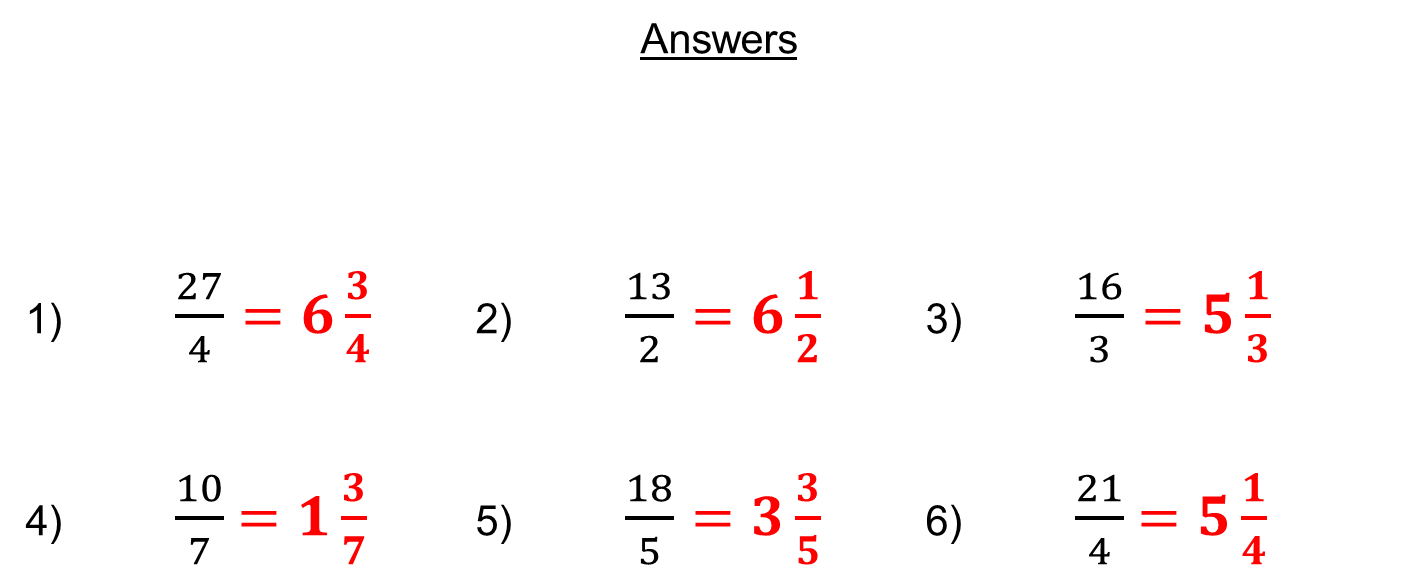 Answers
1) 27/4 = 6 3/4 2) 13/2 = 6 1/2 3) 16/3 = 5 1/3
4) 10/7 = 1 3/7 5) 18/5 = 3 3/5 6) 21/4 = 5 1/4